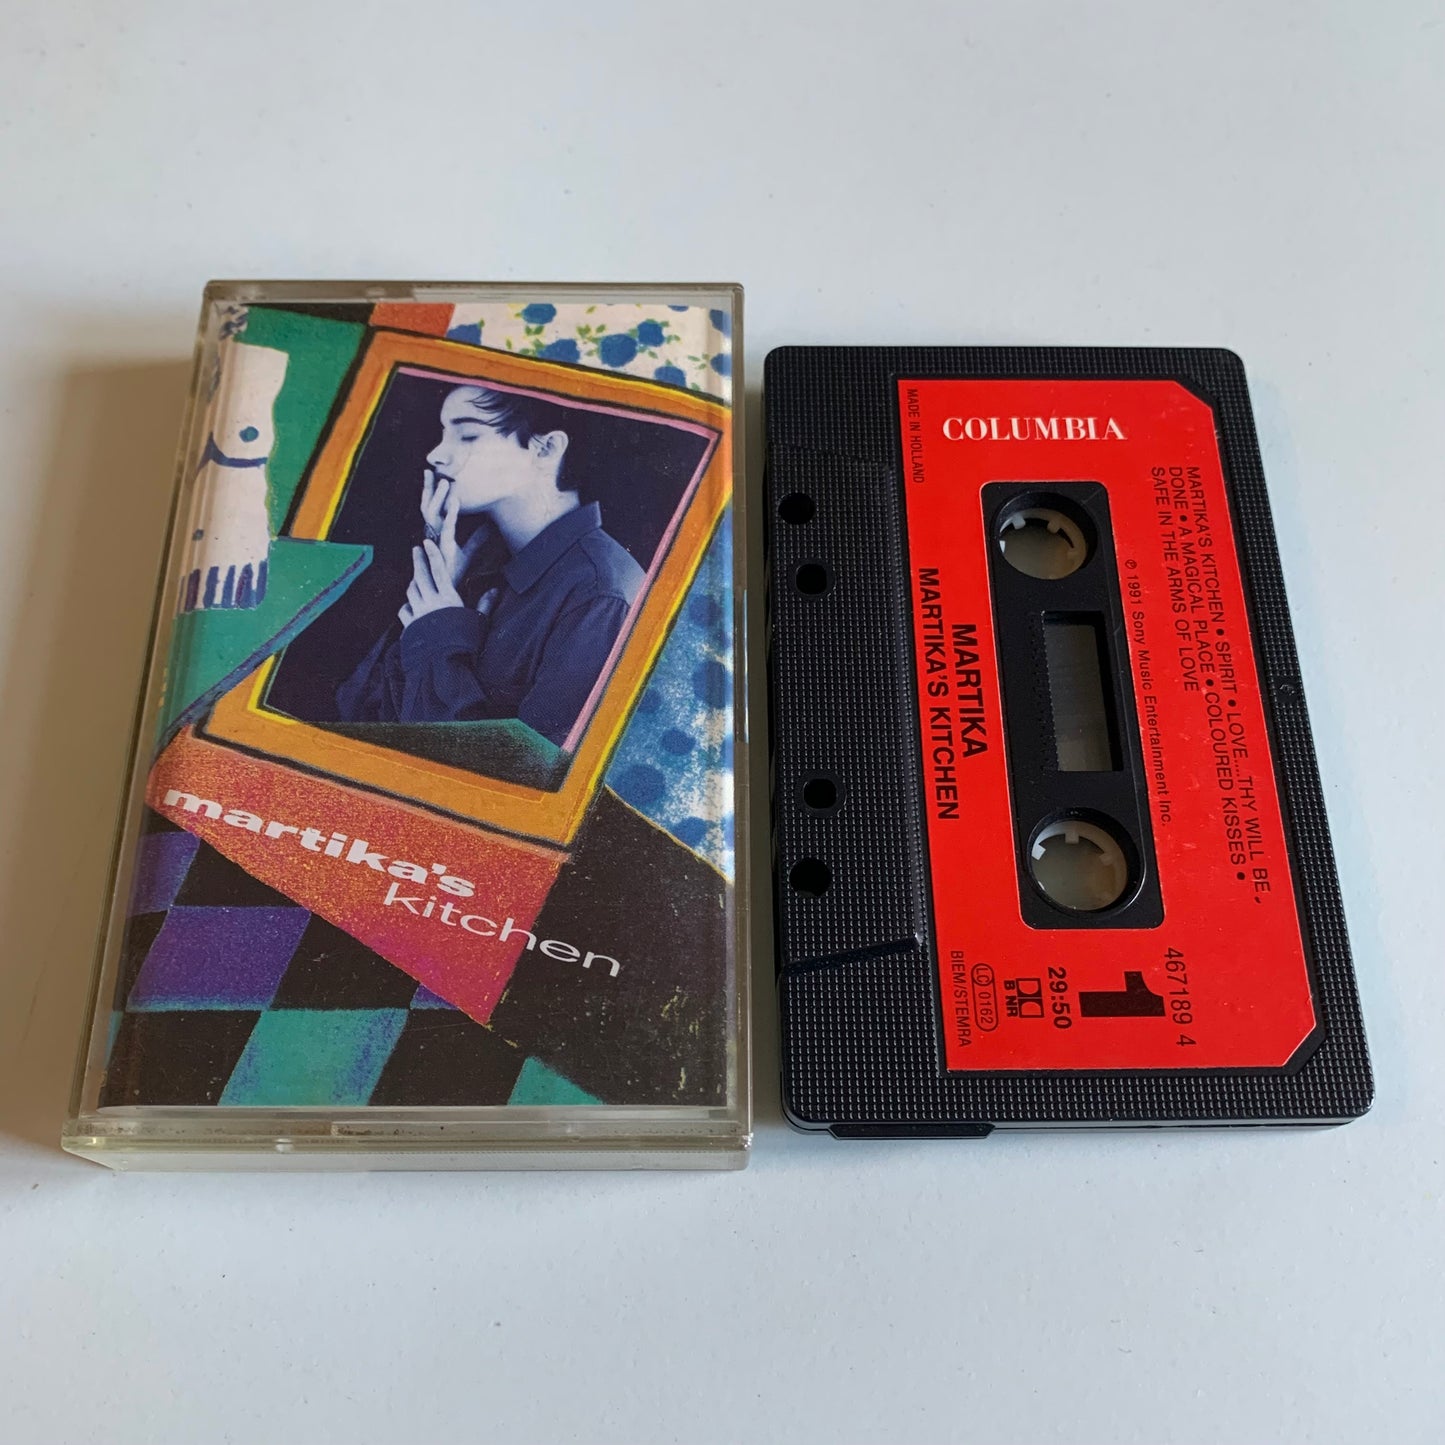 martika's
kitchen
COLUMBIA
MADE IN HOLLAND
MARTIKA'S KITCHEN • SPIRIT • LOVE....THY WILL BE
DONE • A MAGICAL PLACE • COLOURED KISSES •
SAFE IN THE ARMS OF LOVE
℗ 1991 Sony Music Entertainment Inc.
MARTIKA
MARTIKA'S KITCHEN
467189 4
1
29:50
B NR
LC 0162
BIEM/STEMRA